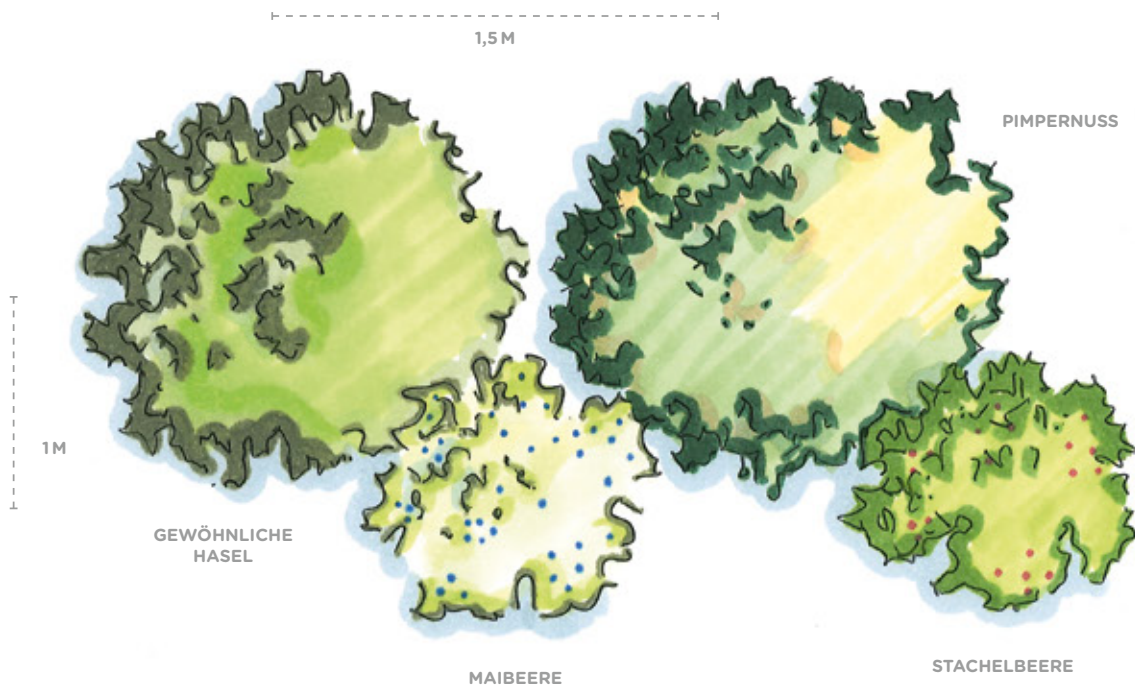 1,5 M
PIMPERNUSS
1 M
GEWÖHNLICHE
HASEL
MAIBEERE
STACHELBEERE